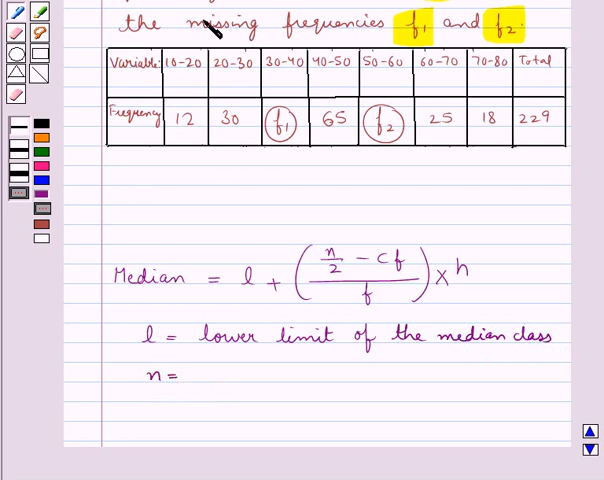 the missing frequencies f₁ and f₂.
Variable 10-20 20-30 30-40 40-50 50-60 60-70 70-80 Total
Frequency 12 30 f₁ 65 f₂ 25 18 229
Median = l + ( (n/2 - cf) / f ) × h
l = lower limit of the median class
n =